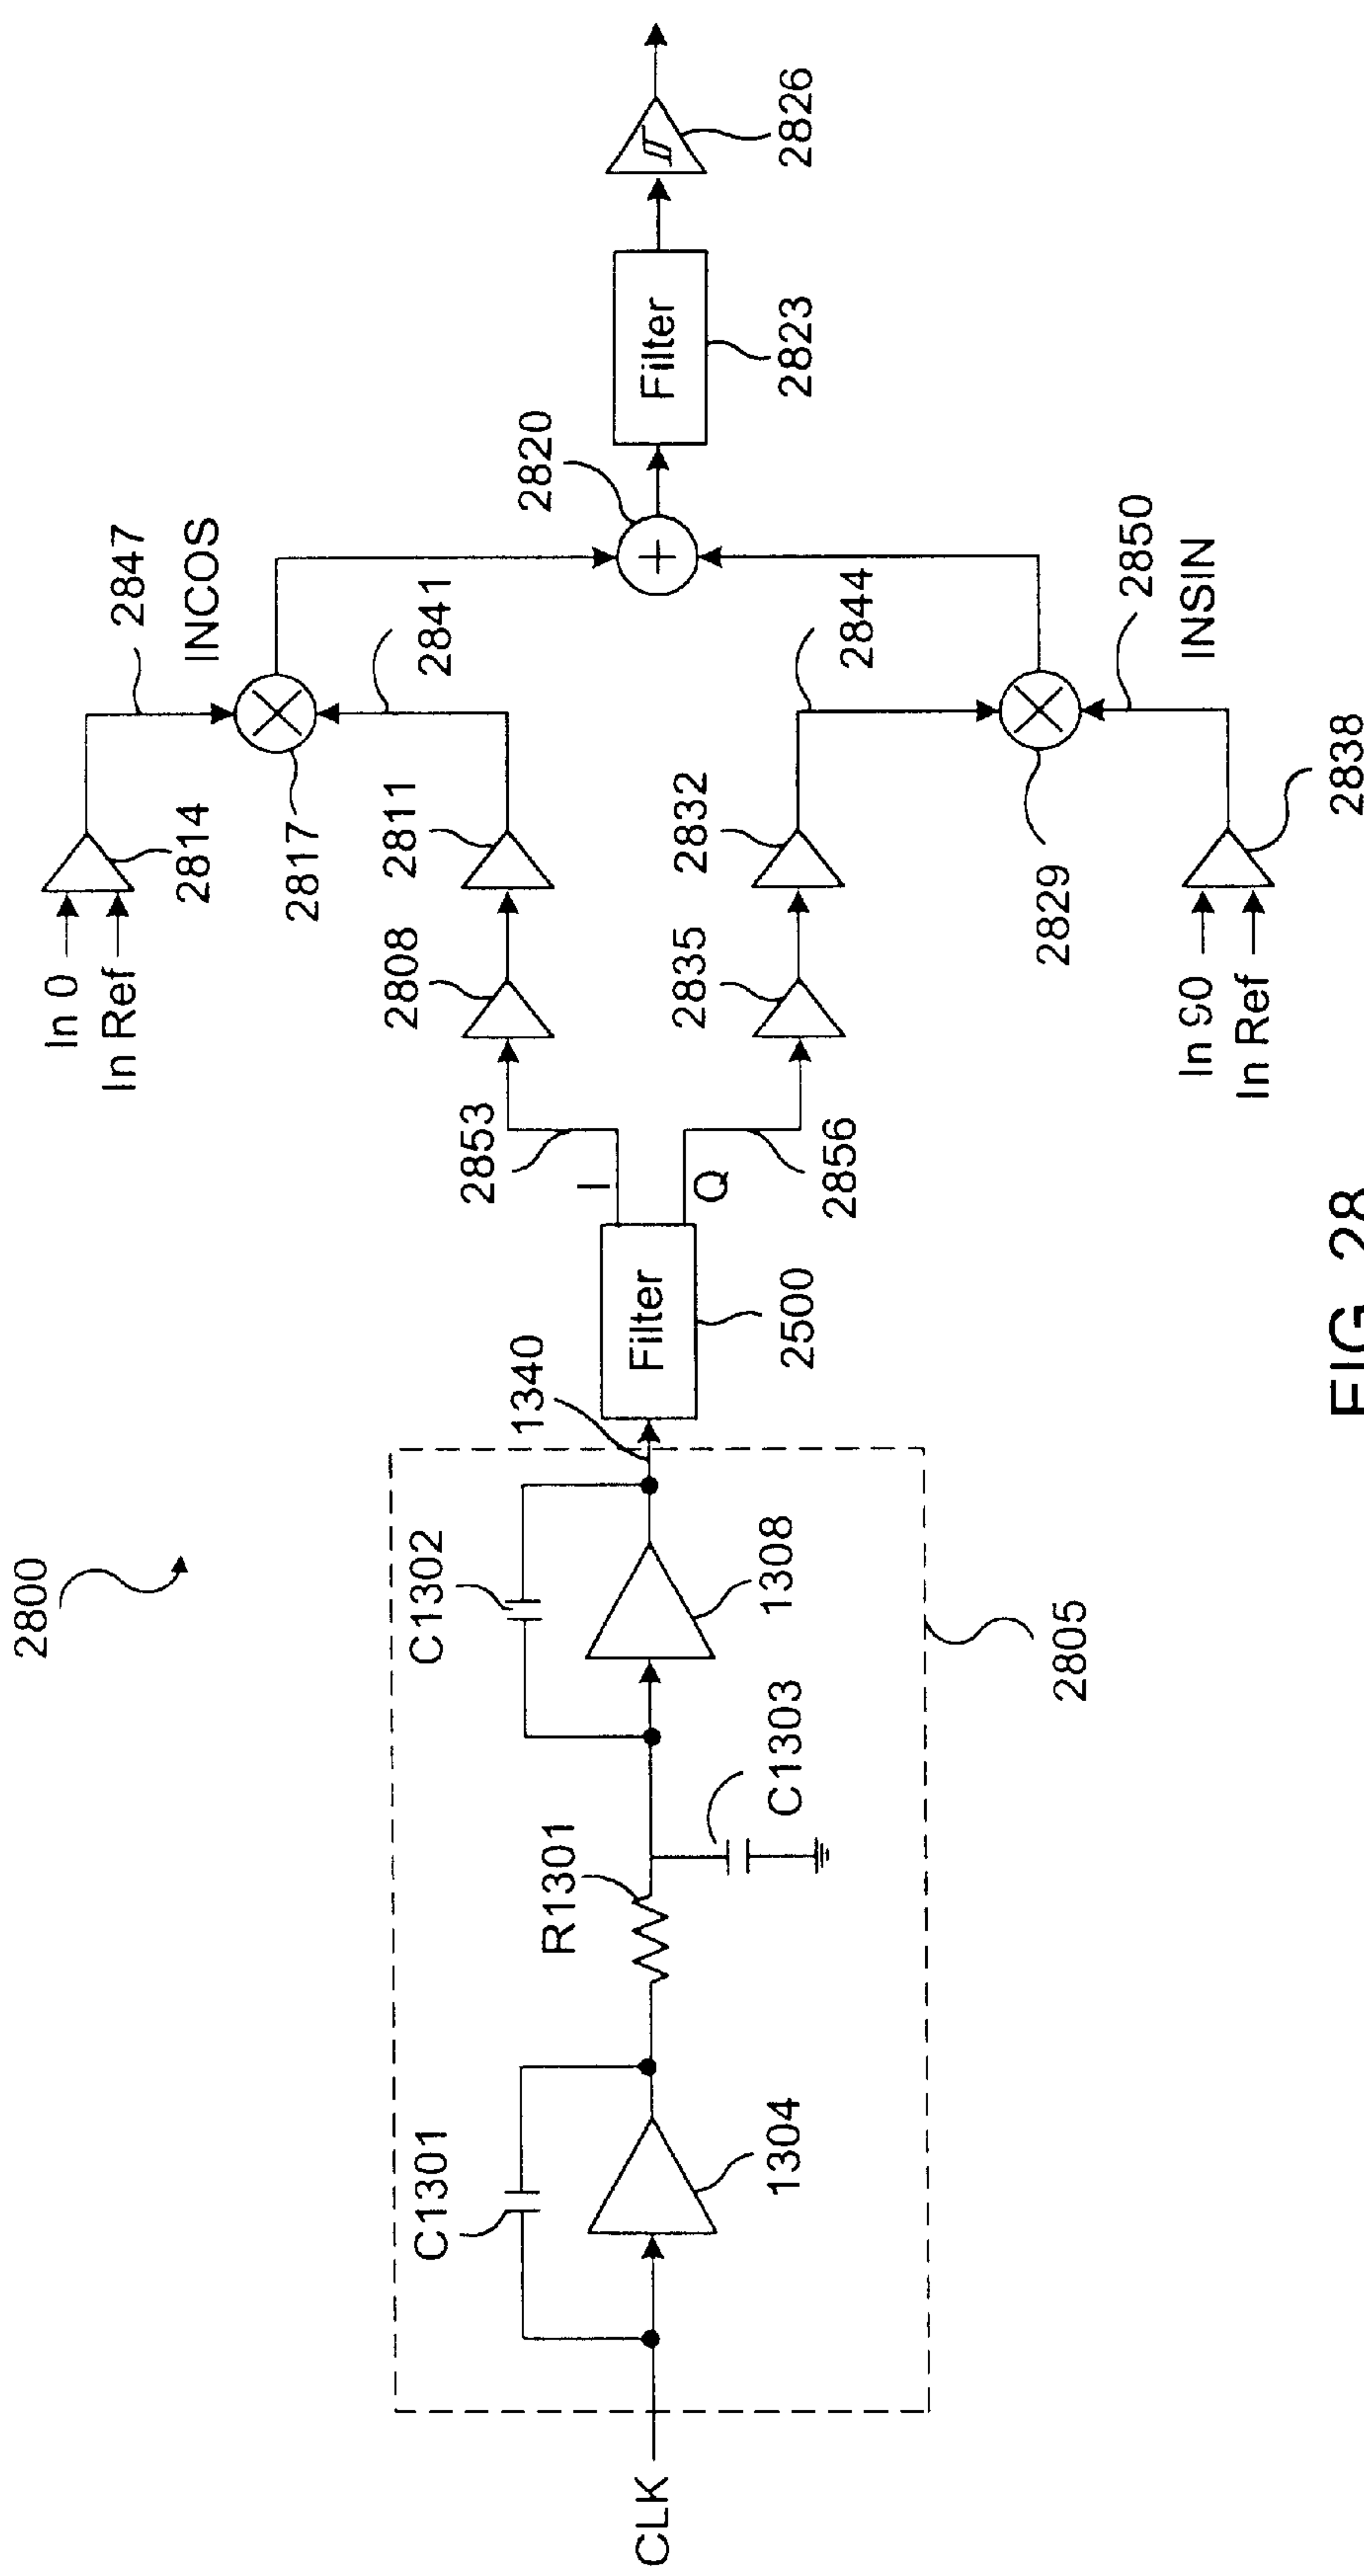 2800
In 0
In Ref
2814
2847
INCOS
2817
2841
2808
2811
2853
I
Q
2856
2835
2832
2844
2829
2850
INSIN
In 90
In Ref
2838
2820
Filter
2823
2826
CLK
C1301
1304
R1301
C1303
C1302
1308
1340
2805
Filter
2500
FIG. 28